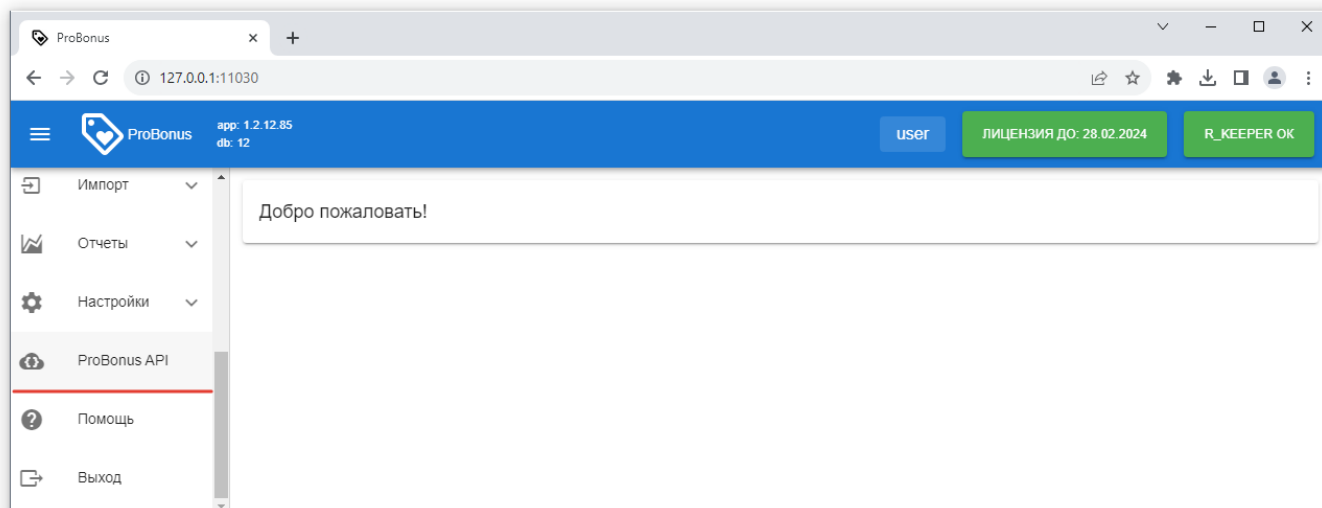 ProBonus
127.0.0.1:11030
ProBonus
app: 1.2.12.85
db: 12
user
ЛИЦЕНЗИЯ ДО: 28.02.2024
R_KEEPER OK
Импорт
Добро пожаловать!
Отчеты
Настройки
ProBonus API
Помощь
Выход